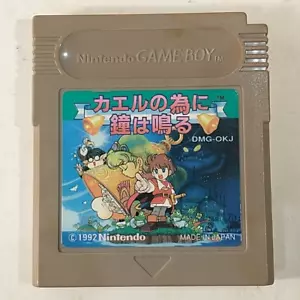 Nintendo GAME BOY TM
カエルの為に
鐘は鳴る
TM
DMG-OKJ
©1992 Nintendo
MADE IN JAPAN